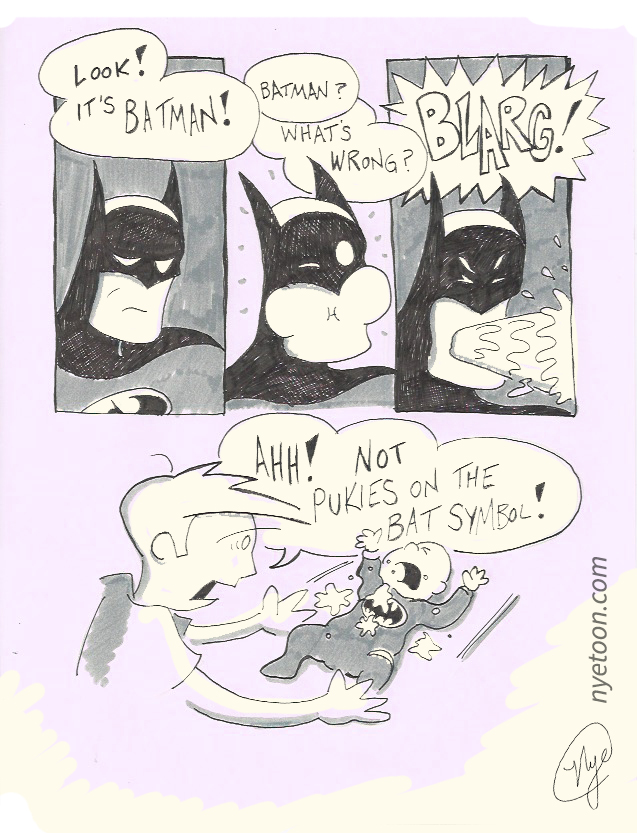 LOOK!
IT'S BATMAN!
BATMAN?
WHAT'S
WRONG?
BLARG!
AHH! NOT
PUKIES ON THE
BAT SYMBOL!
nyetoon.com
Nye